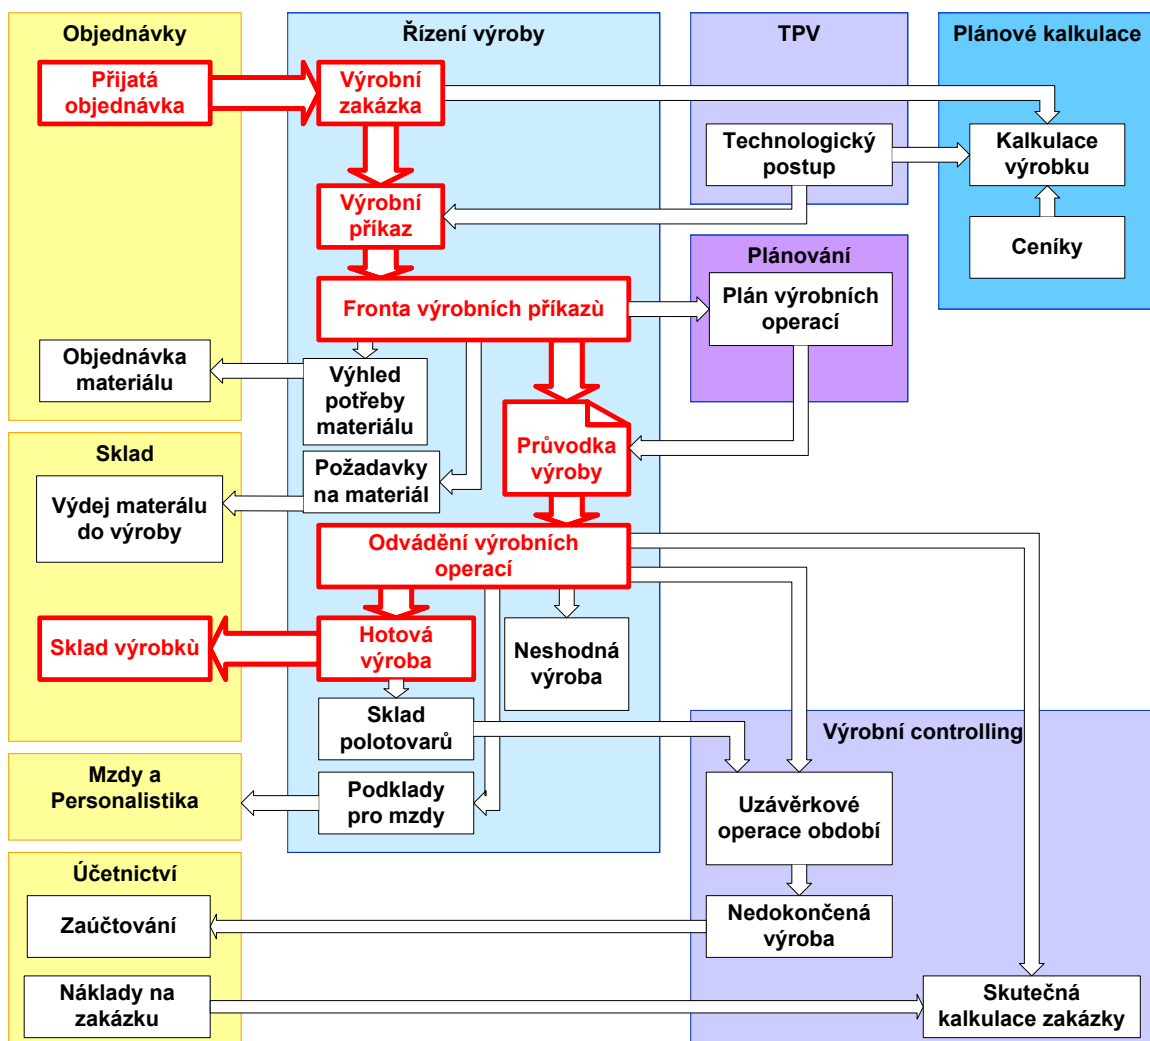 Objednávky
Přijatá
objednávka
Objednávka
materiálu
Sklad
Výdej materálu
do výroby
Sklad výrobkù
Mzdy a
Personalistika
Účetnictví
Zaúčtování
Náklady na
zakázku
Řízení výroby
Výrobní
zakázka
Výrobní
příkaz
Fronta výrobních příkazù
Výhled
potřeby
materiálu
Požadavky
na materiál
Průvodka
výroby
Odvádění výrobních
operací
Hotová
výroba
Neshodná
výroba
Sklad
polotovarů
Podklady
pro mzdy
TPV
Technologický
postup
Plánování
Plán výrobních
operací
Plánové kalkulace
Kalkulace
výrobku
Ceníky
Výrobní controlling
Uzávěrkové
operace období
Nedokončená
výroba
Skutečná
kalkulace zakázky